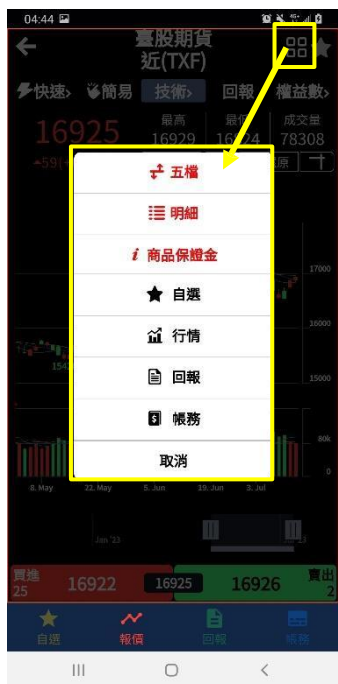 04:44
臺股期貨
近(TXF)
快速› 簡易 技術› 回報 權益數›
最高 最低 成交量
16925 16929 78308
五檔
明細
i 商品保證金
自選
行情
回報
帳務
取消
17000
16000
15000
80k
0
8. May 22. May 5. Jun 19. Jun 3. Jul
Jan '23
買進 賣出
25 16922 16925 16926 2
自選 報價 回報 帳務